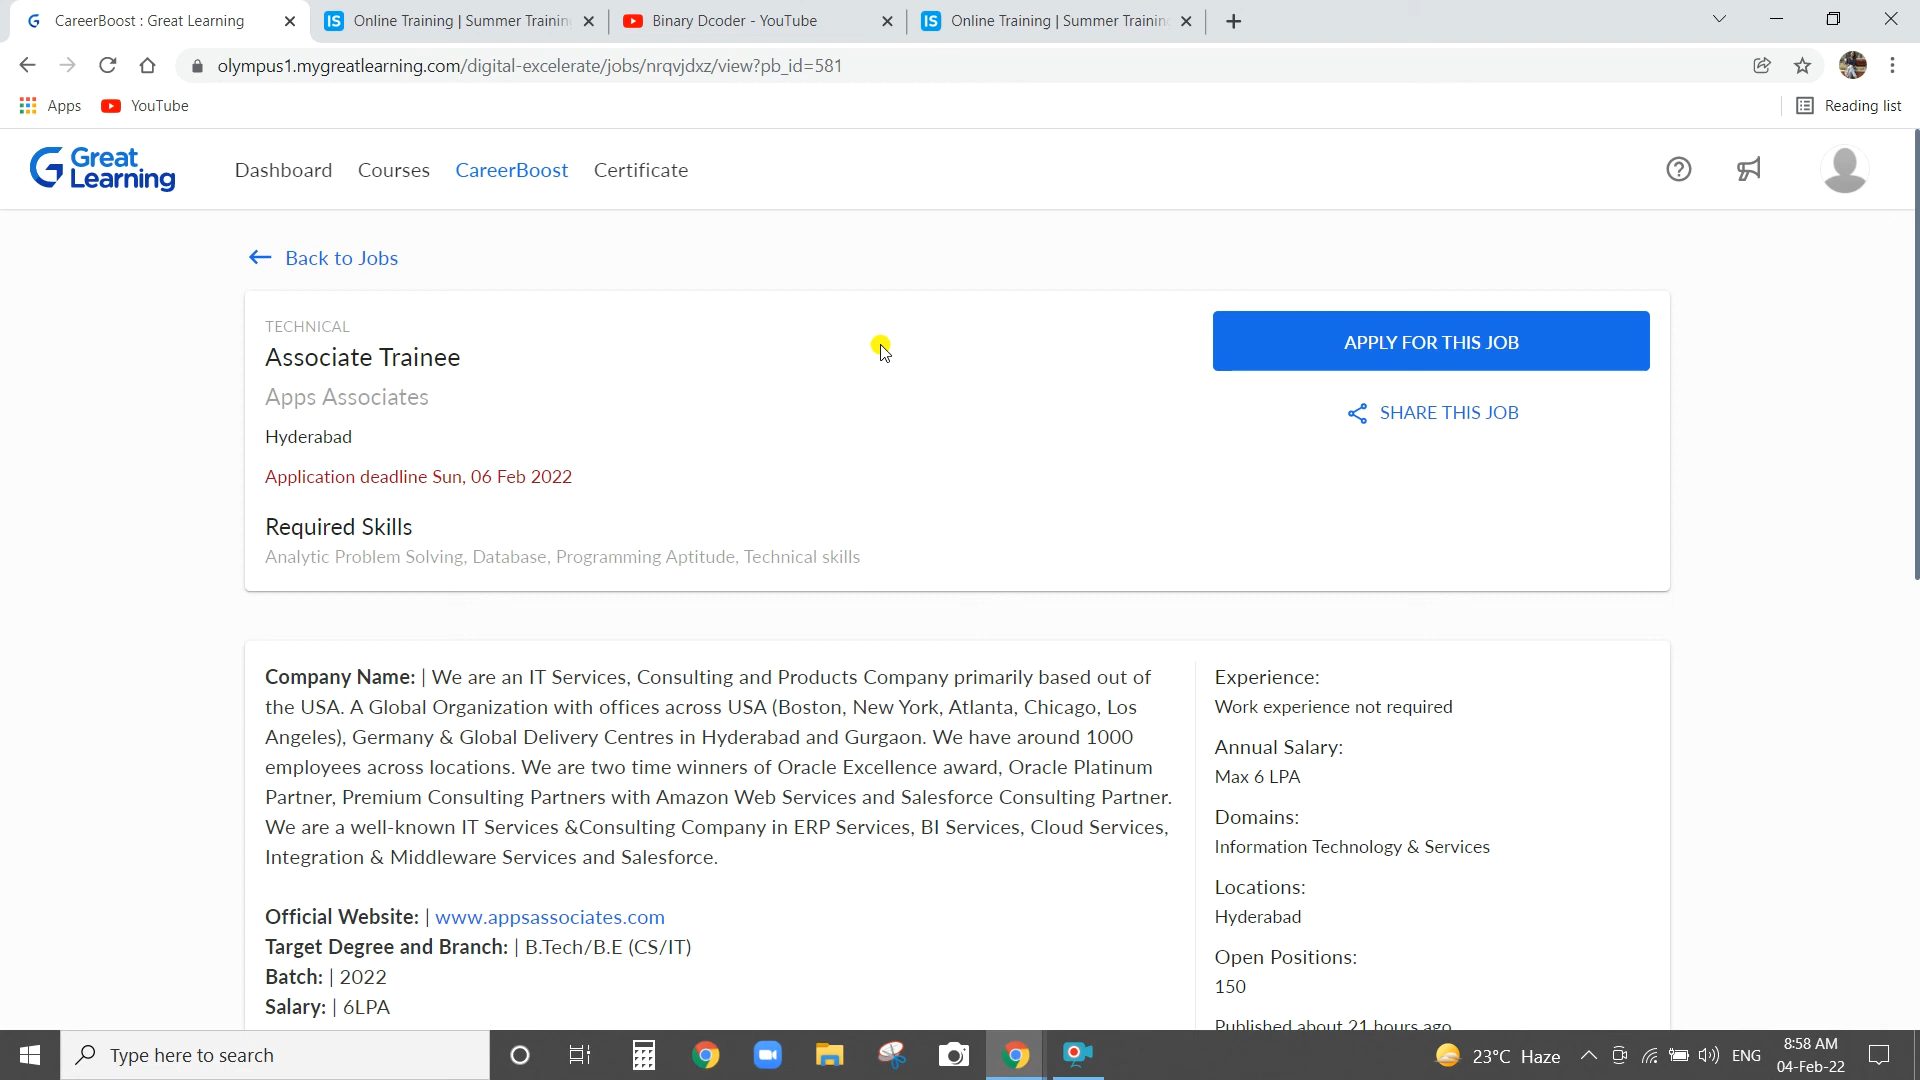 CareerBoost : Great Learning
Online Training | Summer Trainin
Binary Dcoder - YouTube
Online Training | Summer Trainin
olympus1.mygreatlearning.com/digital-excelerate/jobs/nrqvjdxz/view?pb_id=581
Apps
YouTube
Reading list
Great Learning
Dashboard
Courses
CareerBoost
Certificate
Back to Jobs
TECHNICAL
Associate Trainee
Apps Associates
Hyderabad
Application deadline Sun, 06 Feb 2022
Required Skills
Analytic Problem Solving, Database, Programming Aptitude, Technical skills
APPLY FOR THIS JOB
SHARE THIS JOB
Company Name: | We are an IT Services, Consulting and Products Company primarily based out of
the USA. A Global Organization with offices across USA (Boston, New York, Atlanta, Chicago, Los
Angeles), Germany & Global Delivery Centres in Hyderabad and Gurgaon. We have around 1000
employees across locations. We are two time winners of Oracle Excellence award, Oracle Platinum
Partner, Premium Consulting Partners with Amazon Web Services and Salesforce Consulting Partner.
We are a well-known IT Services &Consulting Company in ERP Services, BI Services, Cloud Services,
Integration & Middleware Services and Salesforce.
Official Website: | www.appsassociates.com
Target Degree and Branch: | B.Tech/B.E (CS/IT)
Batch: | 2022
Salary: | 6LPA
Experience:
Work experience not required
Annual Salary:
Max 6 LPA
Domains:
Information Technology & Services
Locations:
Hyderabad
Open Positions:
150
Published about 21 hours ago
Type here to search
23°C Haze
ENG
8:58 AM
04-Feb-22